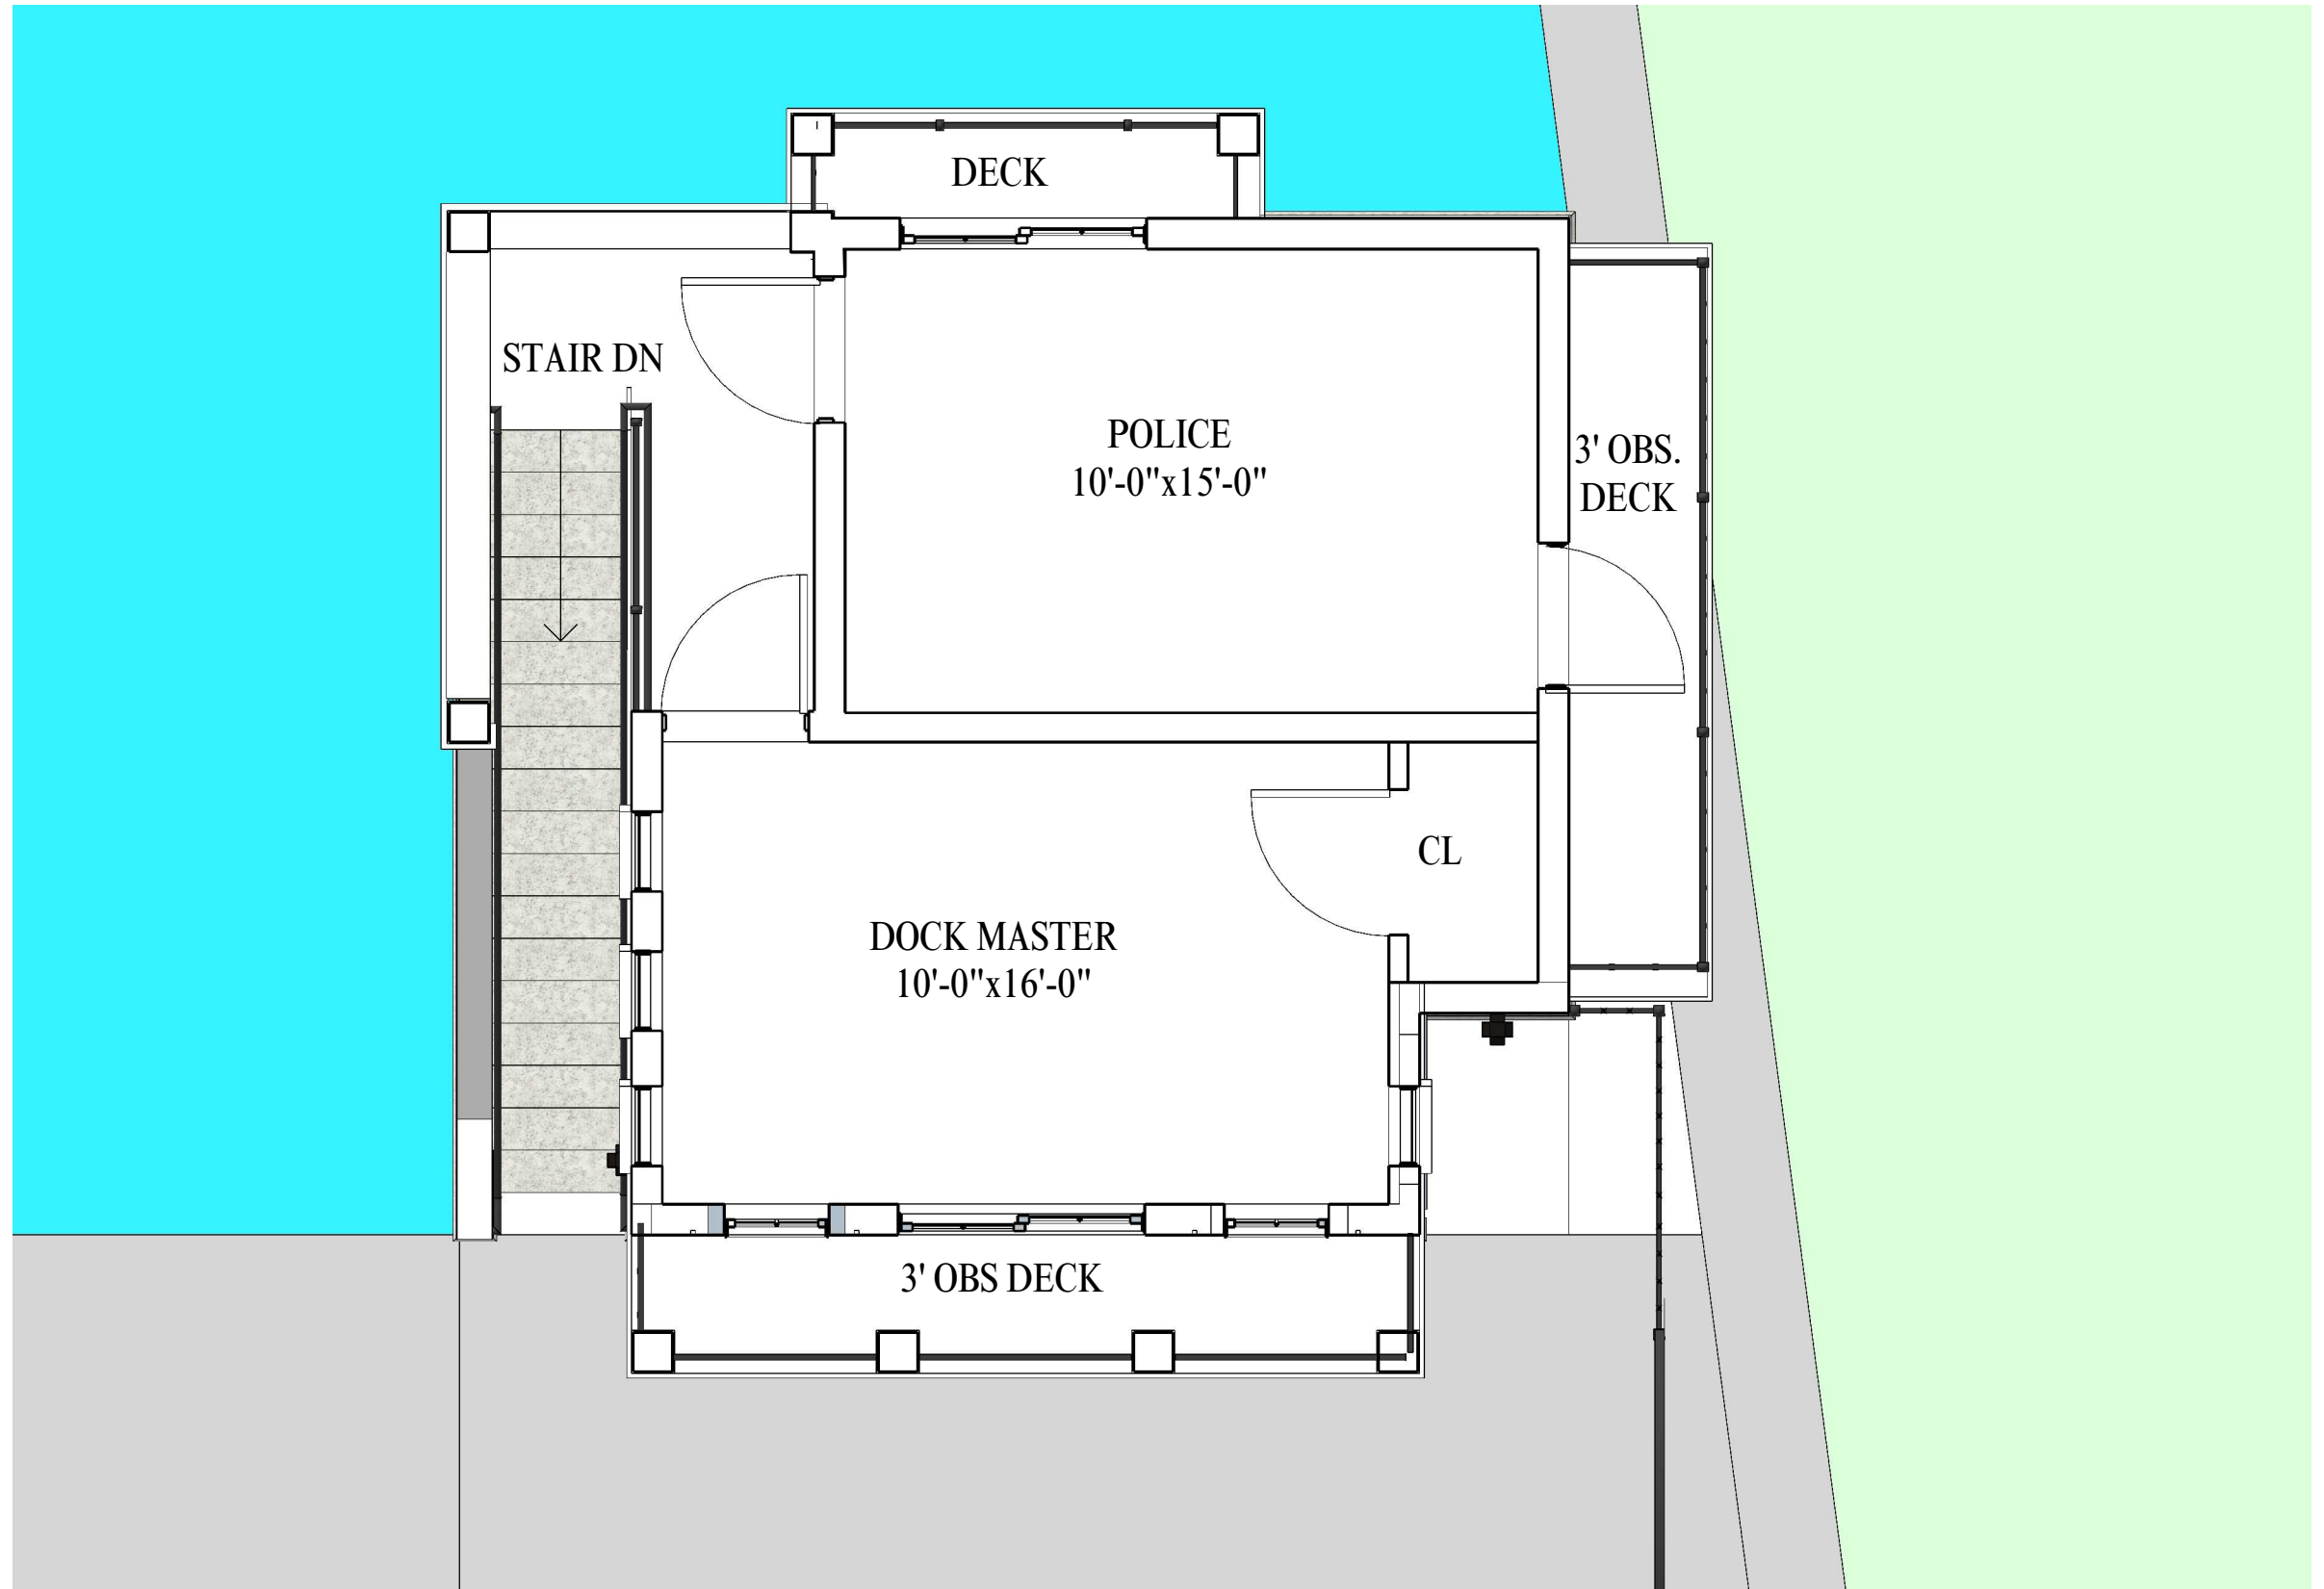 DECK
STAIR DN
POLICE
10'-0"x15'-0"
3' OBS.
DECK
CL
DOCK MASTER
10'-0"x16'-0"
3' OBS DECK